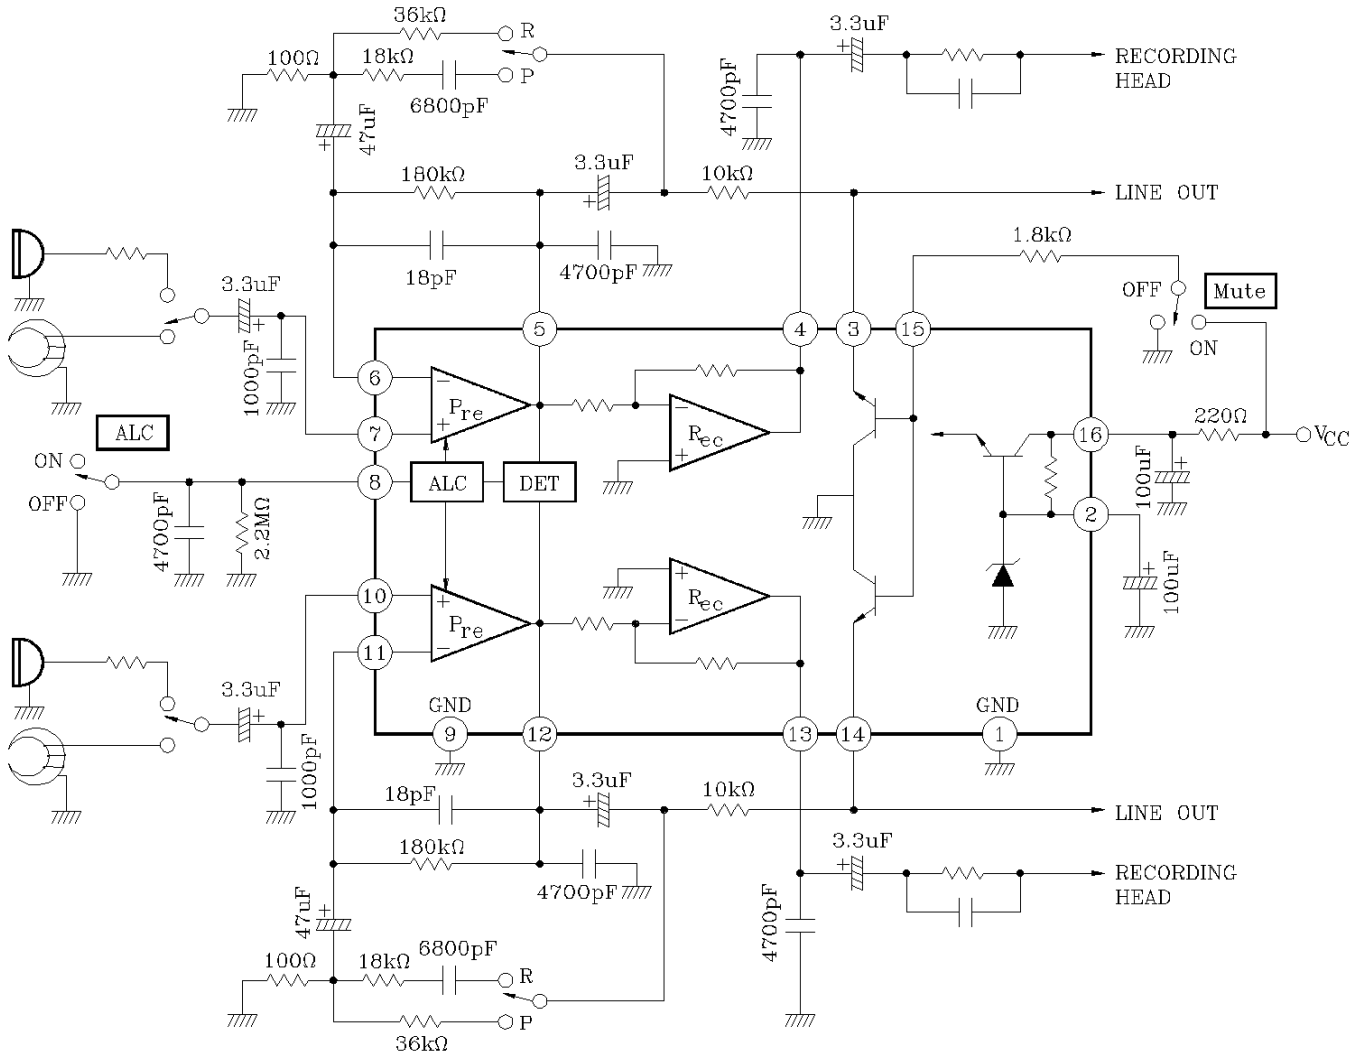 36kΩ
R
100Ω
18kΩ
P
6800pF
47uF
+
3.3uF
+
4700pF
RECORDING
HEAD
180kΩ
3.3uF
+
10kΩ
LINE OUT
18pF
4700pF
1.8kΩ
OFF
Mute
ON
3.3uF
+
1000pF
5
4
3
15
6
7
−
Pre
+
−
Rec
+
16
220Ω
VCC
100uF
+
ALC
ON
OFF
8
ALC
DET
4700pF
2.2MΩ
2
100uF
+
10
11
+
Pre
−
+
Rec
−
3.3uF
+
1000pF
GND
9
12
13
14
GND
1
18pF
3.3uF
+
10kΩ
LINE OUT
180kΩ
4700pF
3.3uF
+
RECORDING
HEAD
47uF
+
4700pF
100Ω
18kΩ
6800pF
R
P
36kΩ